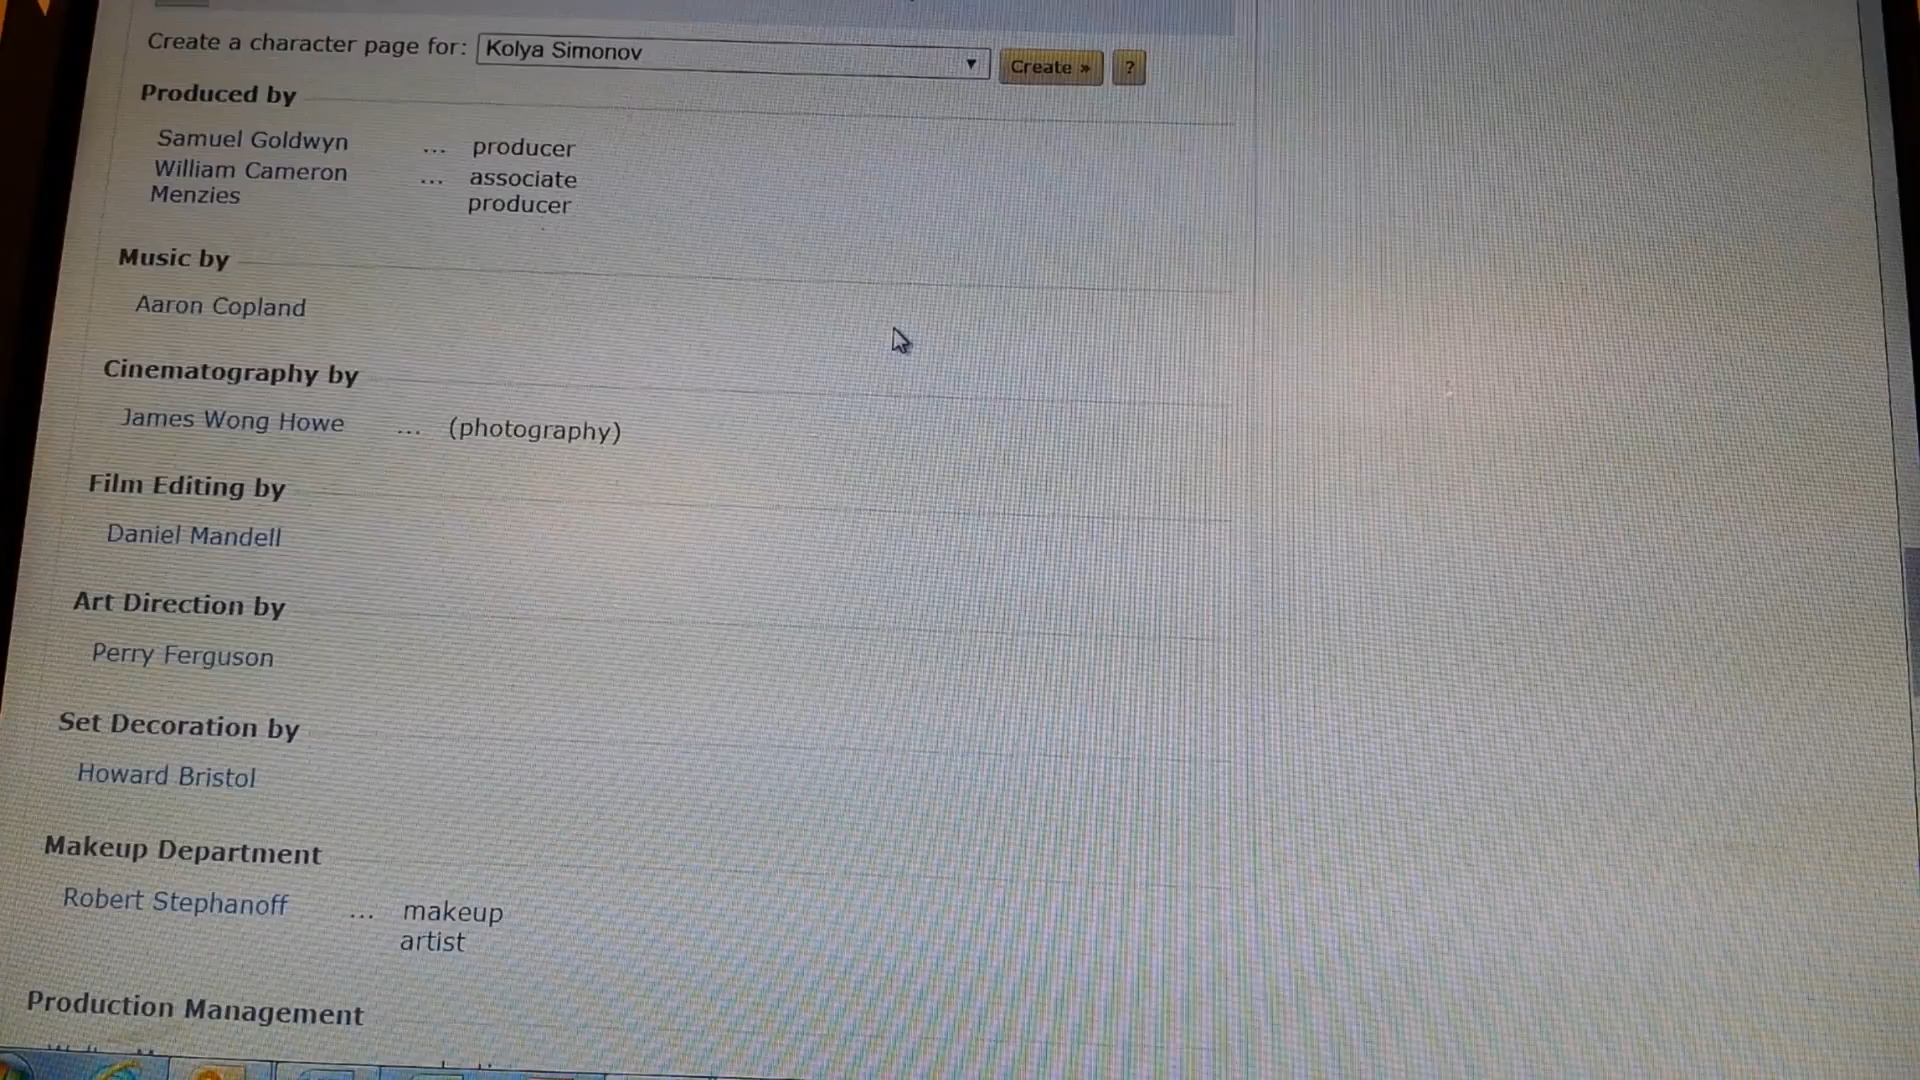 Create a character page for: Kolya Simonov Create » ?
Produced by
Samuel Goldwyn ... producer
William Cameron ... associate
Menzies producer
Music by
Aaron Copland
Cinematography by
James Wong Howe ... (photography)
Film Editing by
Daniel Mandell
Art Direction by
Perry Ferguson
Set Decoration by
Howard Bristol
Makeup Department
Robert Stephanoff ... makeup
artist
Production Management